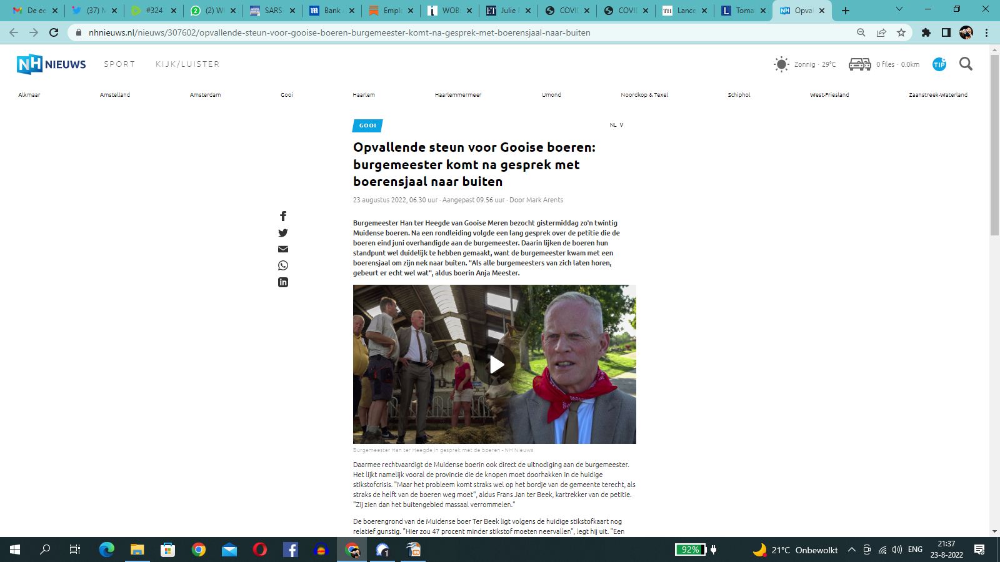 De ee
(37) M
#324
(2) W
SARS-
Bank
Emplo
WOB:
Julie
COVI
COVI
Lance
Toma
Opval
nhnieuws.nl/nieuws/307602/opvallende-steun-voor-gooise-boeren-burgemeester-komt-na-gesprek-met-boerensjaal-naar-buiten
NH NIEUWS SPORT KIJK/LUISTER Zonnig · 29°C 0 files · 0.0km TIP
Alkmaar Amstelland Amsterdam Gooi Haarlem Haarlemmermeer IJmond Noordkop & Texel Schiphol West-Friesland Zaanstreek-Waterland
GOOI NL V
Opvallende steun voor Gooise boeren:
burgemeester komt na gesprek met
boerensjaal naar buiten
23 augustus 2022, 06.30 uur · Aangepast 09.56 uur · Door Mark Arents
Burgemeester Han ter Heegde van Gooise Meren bezocht gistermiddag zo'n twintig
Muidense boeren. Na een rondleiding volgde een lang gesprek over de petitie die de
boeren eind juni overhandigde aan de burgemeester. Daarin lijken de boeren hun
standpunt wel duidelijk te hebben gemaakt, want de burgemeester kwam met een
boerensjaal om zijn nek naar buiten. "Als alle burgemeesters van zich laten horen,
gebeurt er echt wel wat", aldus boerin Anja Meester.
Burgemeester Han ter Heegde in gesprek met de boeren - NH Nieuws
Daarmee rechtvaardigt de Muidense boerin ook direct de uitnodiging aan de burgemeester.
Het lijkt namelijk vooral de provincie die de knopen moet doorhakken in de huidige
stikstofcrisis. "Maar het probleem komt straks wel op het bordje van de gemeente terecht, als
straks de helft van de boeren weg moet", aldus Frans Jan ter Beek, kartrekker van de petitie.
"Zij zien dan het buitengebied massaal verrommelen."
De boerengrond van de Muidense boer Ter Beek ligt volgens de huidige stikstofkaart nog
relatief gunstig. "Hier zou 47 procent minder stikstof moeten neervallen", legt hij uit. "Een
92% 21°C Onbewolkt ENG 21:37
23-8-2022